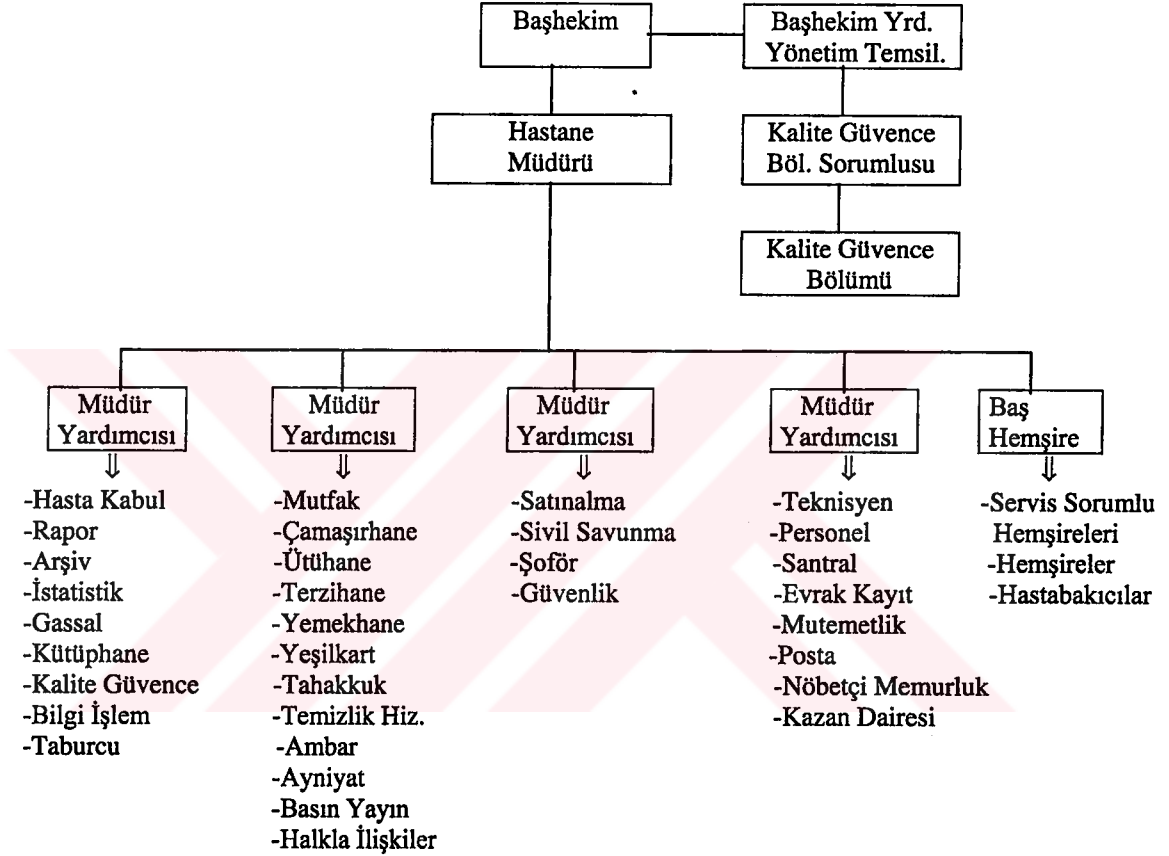 Başhekim
Başhekim Yrd.
Yönetim Temsil.
Hastane
Müdürü
Kalite Güvence
Böl. Sorumlusu
Kalite Güvence
Bölümü
Müdür
Yardımcısı
-Hasta Kabul
-Rapor
-Arşiv
-İstatistik
-Gassal
-Kütüphane
-Kalite Güvence
-Bilgi İşlem
-Taburcu
Müdür
Yardımcısı
-Mutfak
-Çamaşırhane
-Ütühane
-Terzihane
-Yemekhane
-Yeşilkart
-Tahakkuk
-Temizlik Hiz.
-Ambar
-Ayniyat
-Basın Yayın
-Halkla İlişkiler
Müdür
Yardımcısı
-Satınalma
-Sivil Savunma
-Şoför
-Güvenlik
Müdür
Yardımcısı
-Teknisyen
-Personel
-Santral
-Evrak Kayıt
-Mutemetlik
-Posta
-Nöbetçi Memurluk
-Kazan Dairesi
Baş
Hemşire
-Servis Sorumlu
Hemşireleri
-Hemşireler
-Hastabakıcılar